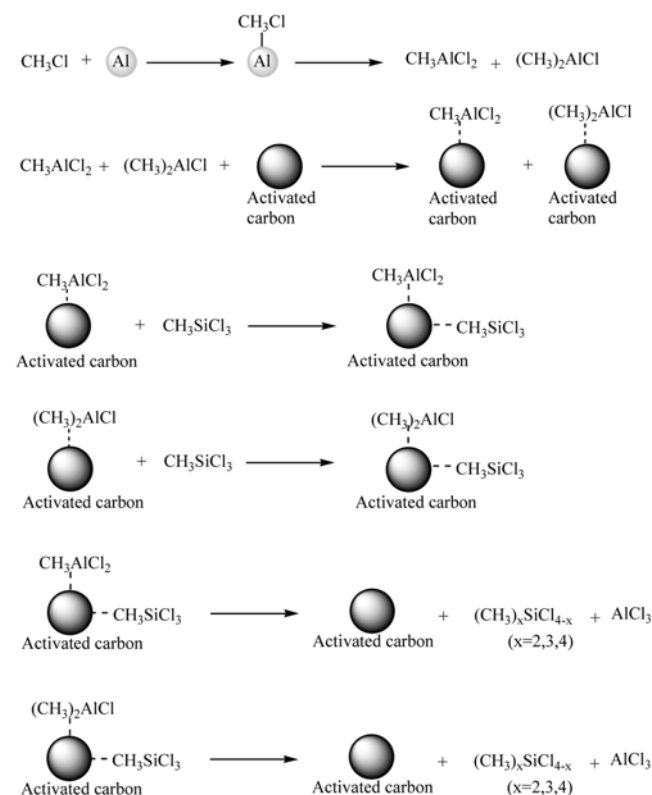 CH₃Cl
CH₃Cl + Al Al CH₃AlCl₂ + (CH₃)₂AlCl
CH₃AlCl₂ (CH₃)₂AlCl
CH₃AlCl₂ + (CH₃)₂AlCl + +
Activated carbon Activated carbon Activated carbon
CH₃AlCl₂ CH₃AlCl₂
+ CH₃SiCl₃ CH₃SiCl₃
Activated carbon Activated carbon
(CH₃)₂AlCl (CH₃)₂AlCl
+ CH₃SiCl₃ CH₃SiCl₃
Activated carbon Activated carbon
CH₃AlCl₂
CH₃SiCl₃ + (CH₃)ₓSiCl₄₋ₓ + AlCl₃
Activated carbon Activated carbon (x=2,3,4)
(CH₃)₂AlCl
CH₃SiCl₃ + (CH₃)ₓSiCl₄₋ₓ + AlCl₃
Activated carbon Activated carbon (x=2,3,4)